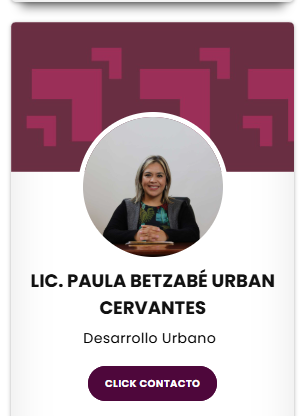 LIC. PAULA BETZABÉ URBAN
CERVANTES
Desarrollo Urbano
CLICK CONTACTO